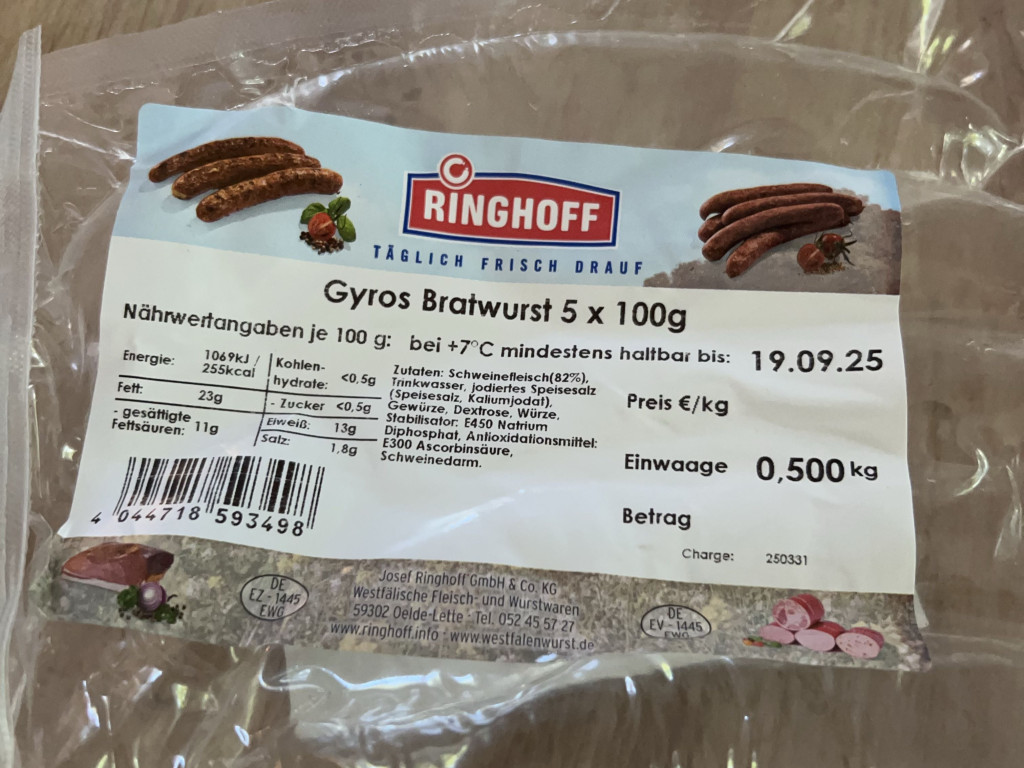 RINGHOFF
TÄGLICH FRISCH DRAUF
Gyros Bratwurst 5 x 100g
Nährwertangaben je 100 g:
bei +7°C mindestens haltbar bis: 19.09.25
Energie: 1069kJ /
255kcal
Fett: 23g
- gesättigte
Fettsäuren: 11g
Kohlen-
hydrate: <0,5g
- Zucker <0,5g
Eiweiß: 13g
Salz: 1,8g
Zutaten: Schweinefleisch(82%),
Trinkwasser, jodiertes Speisesalz
(Speisesalz, Kaliumjodat),
Gewürze, Dextrose, Würze,
Stabilisator: E450 Natrium
Diphosphat, Antioxidationsmittel:
E300 Ascorbinsäure,
Schweinedarm.
Preis €/kg
Einwaage 0,500 kg
Betrag
Charge: 250331
4 044718 593498
DE
EZ - 1445
EWG
Josef Ringhoff GmbH & Co. KG
Westfälische Fleisch- und Wurstwaren
59302 Oelde-Lette · Tel. 052 45 57 27
www.ringhoff.info · www.westfalenwurst.de
DE
EV - 1445
EWG